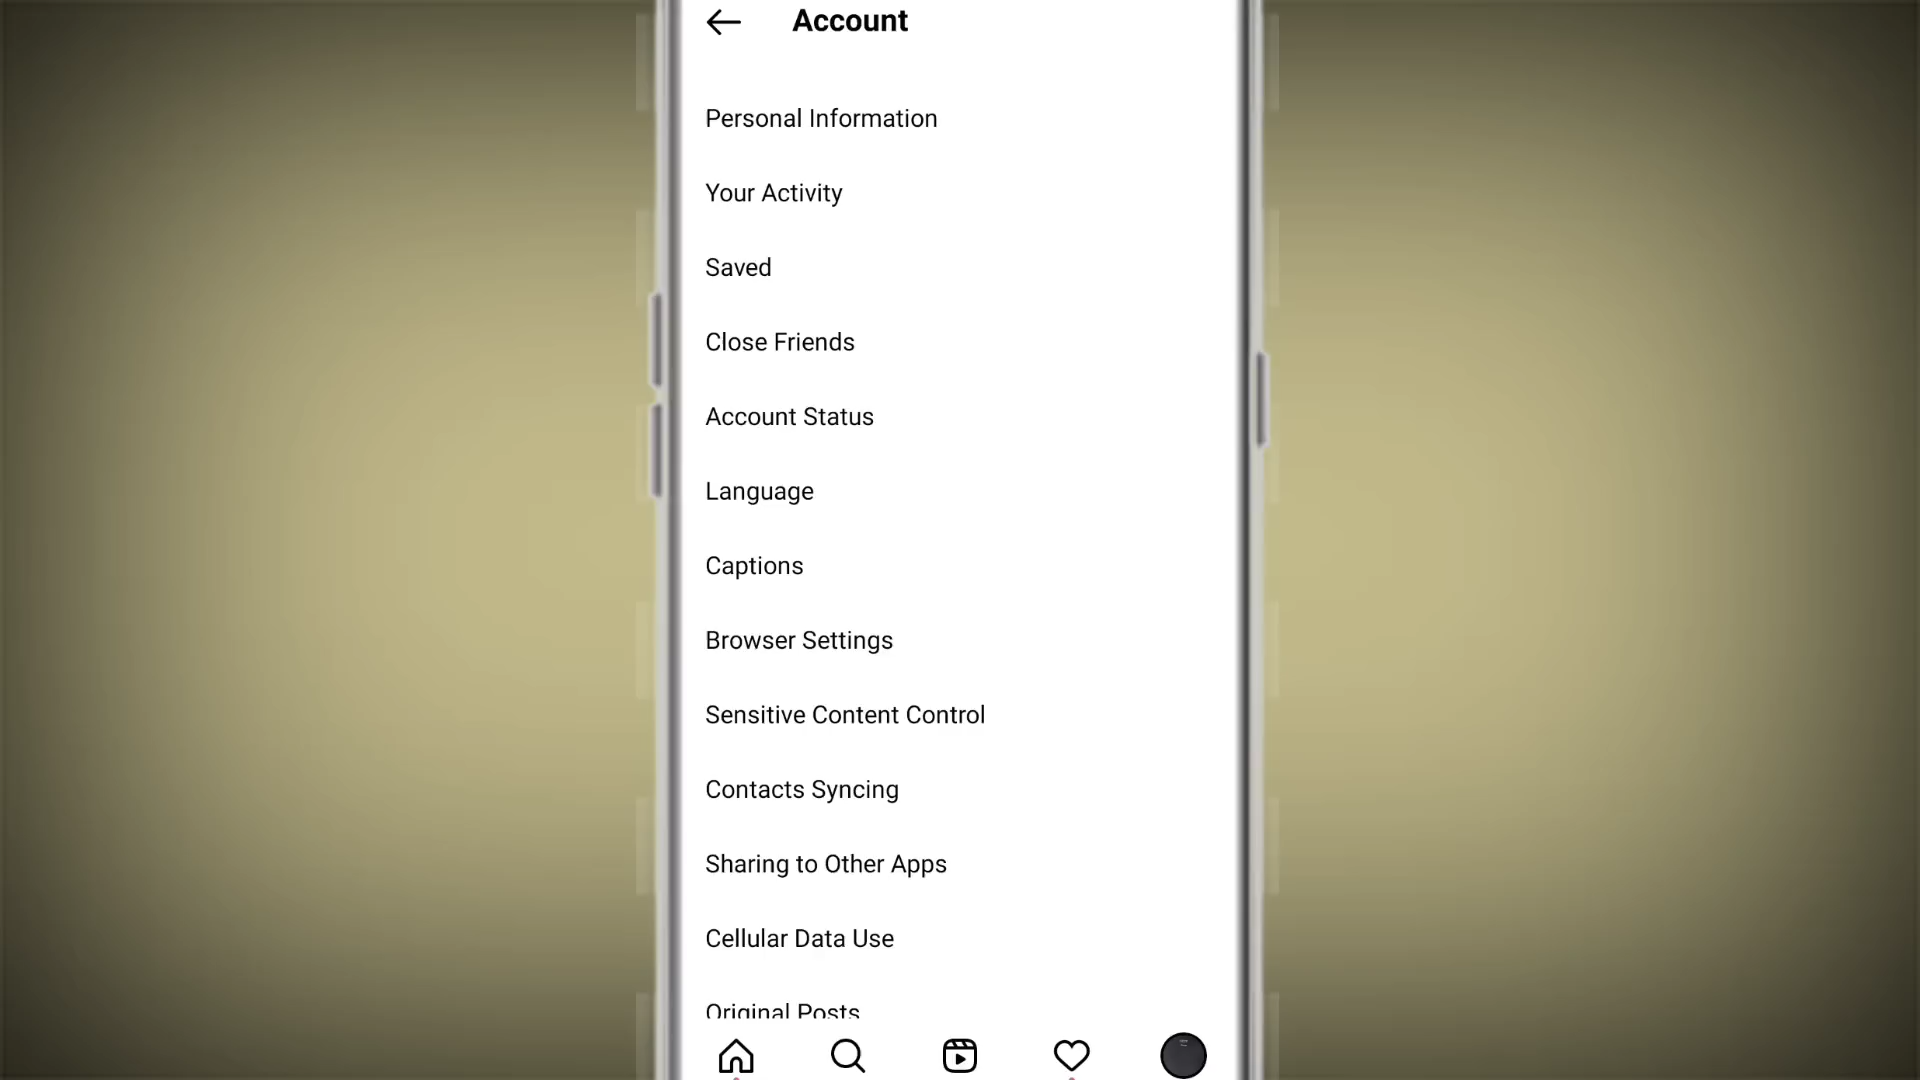 Account
Personal Information
Your Activity
Saved
Close Friends
Account Status
Language
Captions
Browser Settings
Sensitive Content Control
Contacts Syncing
Sharing to Other Apps
Cellular Data Use
Original Posts